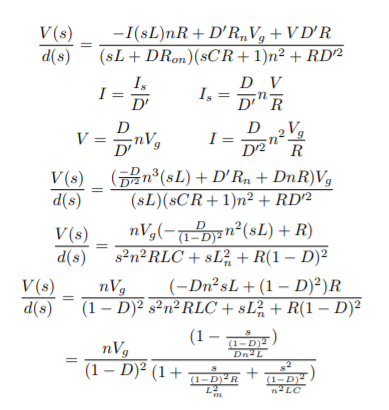 V(s)/d(s) = (-I(sL)nR + D'R_nV_g + VD'R)/((sL + DR_{on})(sCR + 1)n^2 + RD'^2)
I = I_s/D'    I_s = (D/D')n(V/R)
V = (D/D')nV_g    I = (D/D'^2)n^2(V_g/R)
V(s)/d(s) = ((-D/D'^2 n^3(sL) + D'R_n + DnR)V_g)/((sL)(sCR + 1)n^2 + RD'^2)
V(s)/d(s) = (nV_g(-D/(1-D)^2 n^2(sL) + R))/(s^2n^2RLC + sL_n^2 + R(1 - D)^2)
V(s)/d(s) = nV_g/(1 - D)^2 (-Dn^2sL + (1 - D)^2)R/(s^2n^2RLC + sL_n^2 + R(1 - D)^2)
= nV_g/(1 - D)^2 (1 - s/((1-D)^2/(Dn^2L)))/(1 + s/((1-D)^2R/L_m^2) + s^2/((1-D)^2/(n^2LC)))